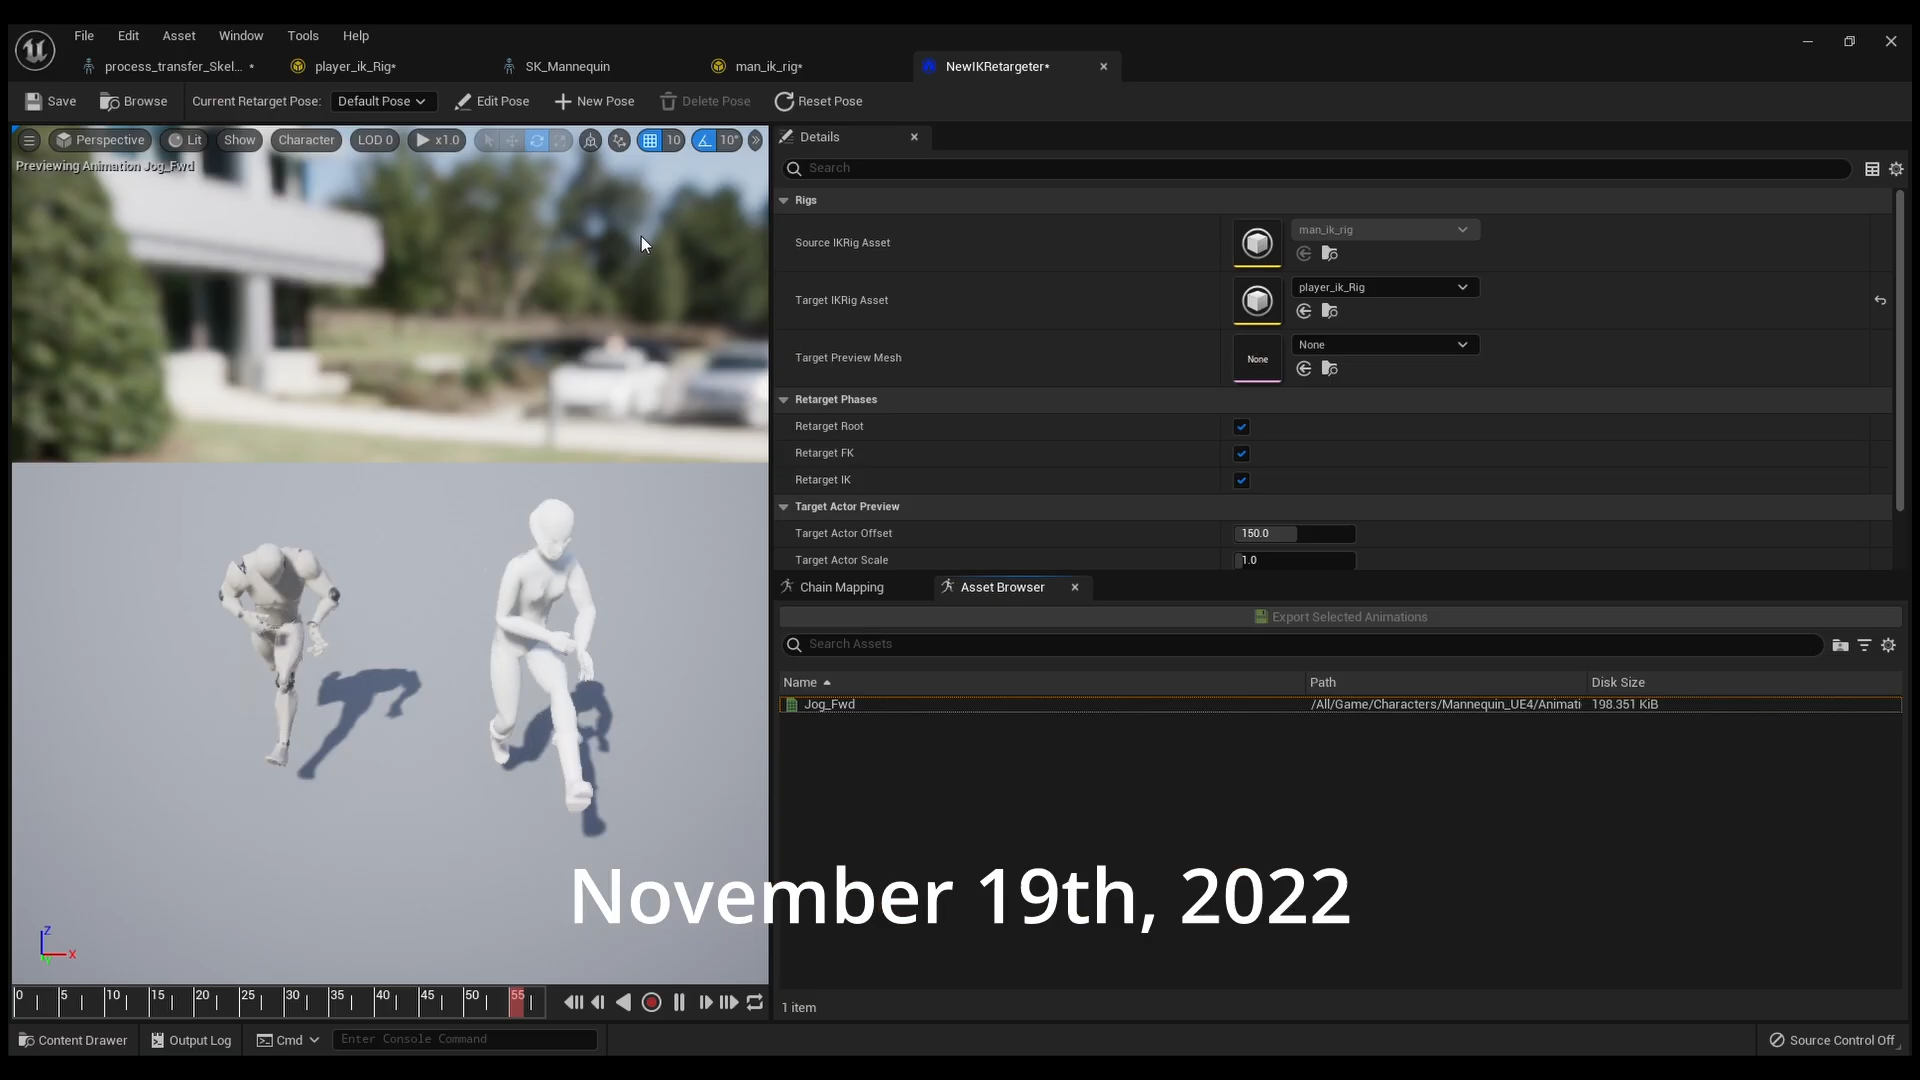 File Edit Asset Window Tools Help
process_transfer_Skel... * player_ik_Rig* SK_Mannequin man_ik_rig* NewIKRetargeter*
Save Browse Current Retarget Pose: Default Pose Edit Pose New Pose Delete Pose Reset Pose
Perspective Lit Show Character LOD 0 x1.0 10 10°
Previewing Animation Jog_Fwd
Details
Search
Rigs
Source IKRig Asset
man_ik_rig
Target IKRig Asset
player_ik_Rig
Target Preview Mesh
None
None
Retarget Phases
Retarget Root
Retarget FK
Retarget IK
Target Actor Preview
Target Actor Offset 150.0
Target Actor Scale 1.0
Chain Mapping Asset Browser
Export Selected Animations
Search Assets
Name Path Disk Size
Jog_Fwd /All/Game/Characters/Mannequin_UE4/Animati 198.351 KiB
November 19th, 2022
Z
X
Y
0 5 10 15 20 25 30 35 40 45 50 55
1 item
Content Drawer Output Log Cmd Enter Console Command Source Control Off